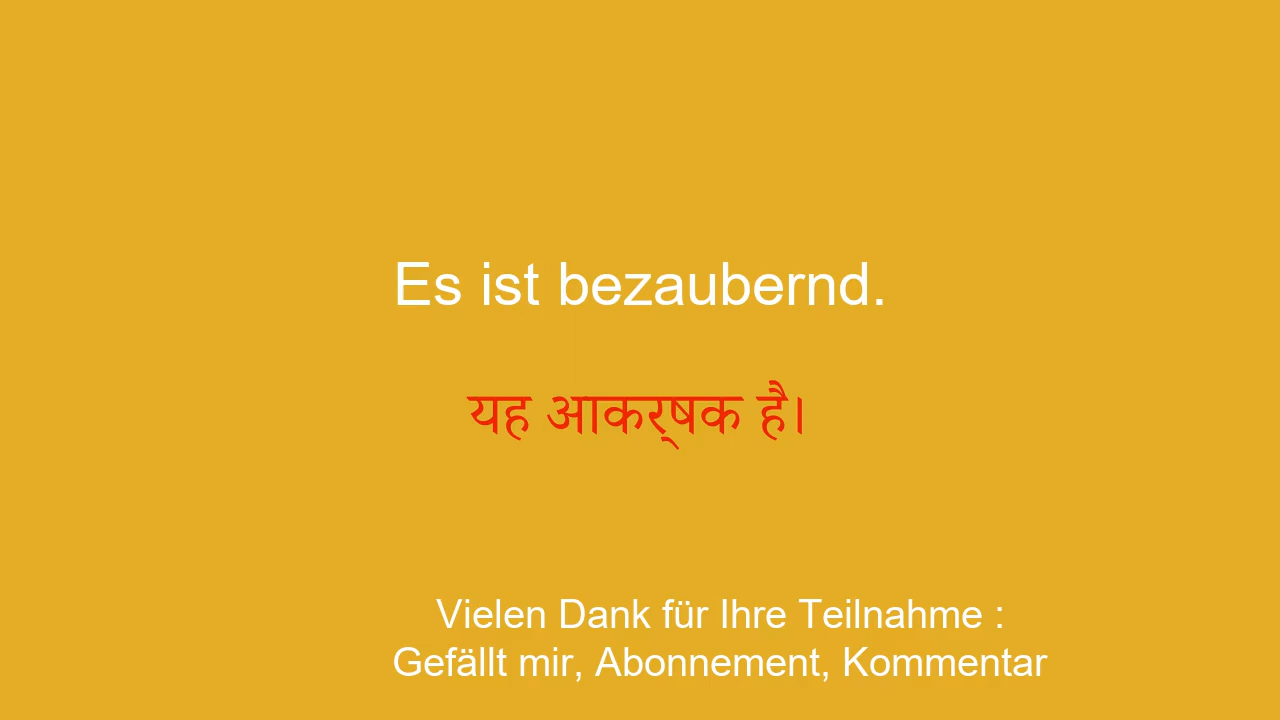 Es ist bezaubernd.
यह आकर्षक है।
Vielen Dank für Ihre Teilnahme :
Gefällt mir, Abonnement, Kommentar